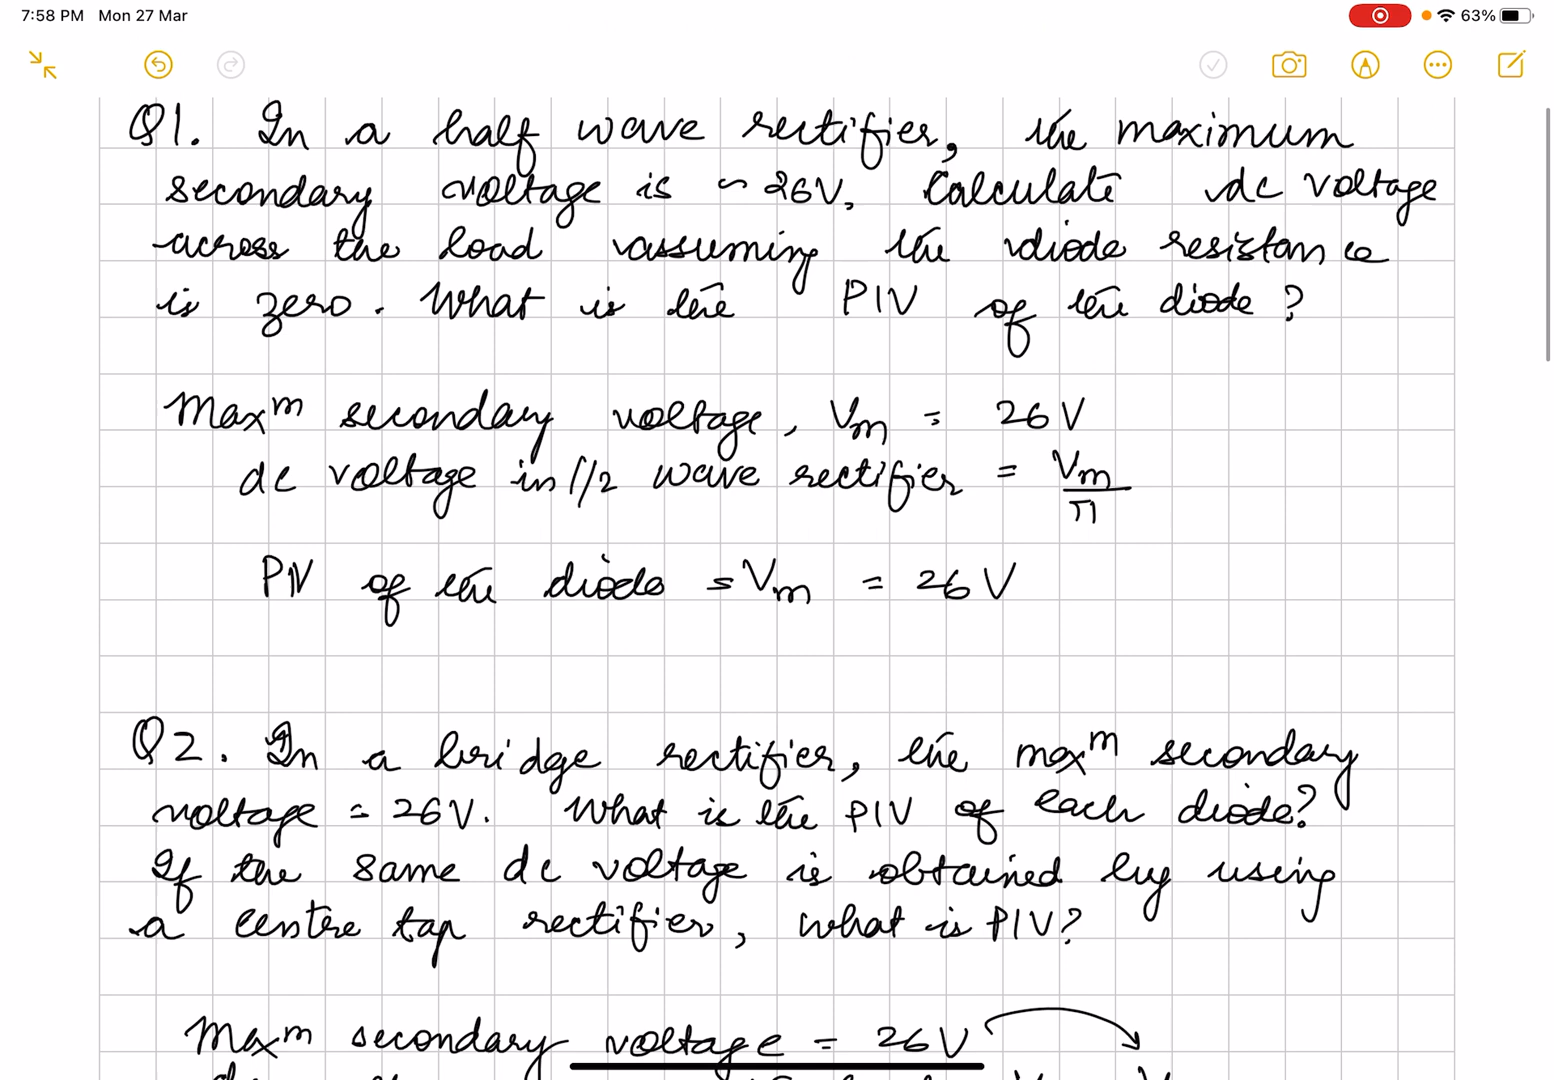 7:58 PM Mon 27 Mar
63%
Q1. In a half wave rectifier, the maximum
secondary voltage is ~ 26V. Calculate dc voltage
across the load assuming the diode resistance
is zero. What is the PIV of the diode?
Maxᵐ secondary voltage, Vm = 26 V
dc voltage in 1/2 wave rectifier = Vm/π
PIV of the diode = Vm = 26 V
Q2. In a bridge rectifier, the maxᵐ secondary
voltage = 26V. What is the PIV of each diode?
If the same dc voltage is obtained by using
a centre tap rectifier, what is PIV?
Maxᵐ secondary voltage = 26V